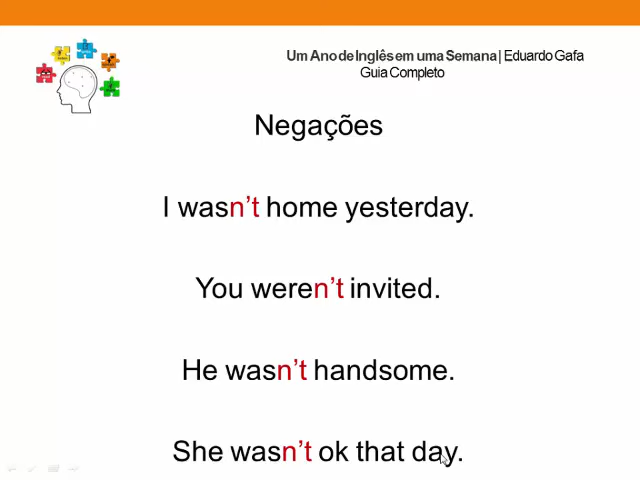 Um Ano de Inglês em uma Semana | Eduardo Gafa
Guia Completo
Negações
I wasn't home yesterday.
You weren't invited.
He wasn't handsome.
She wasn't ok that day.